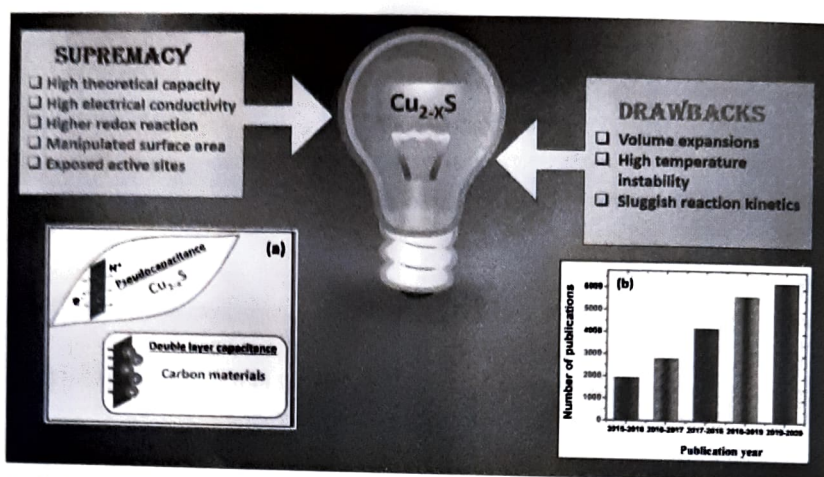 SUPREMACY
❑ High theoretical capacity
❑ High electrical conductivity
❑ Higher redox reaction
❑ Manipulated surface area
❑ Exposed active sites
Cu₂₋ₓS
DRAWBACKS
❑ Volume expansions
❑ High temperature
instability
❑ Sluggish reaction kinetics
(a)
Pseudocapacitance
Cu₂₋ₓS
Double layer capacitance
Carbon materials
(b)
Number of publications
6000
5000
4000
3000
2000
1000
0
2015-2016 2016-2017 2017-2018 2018-2019 2019-2020
Publication year